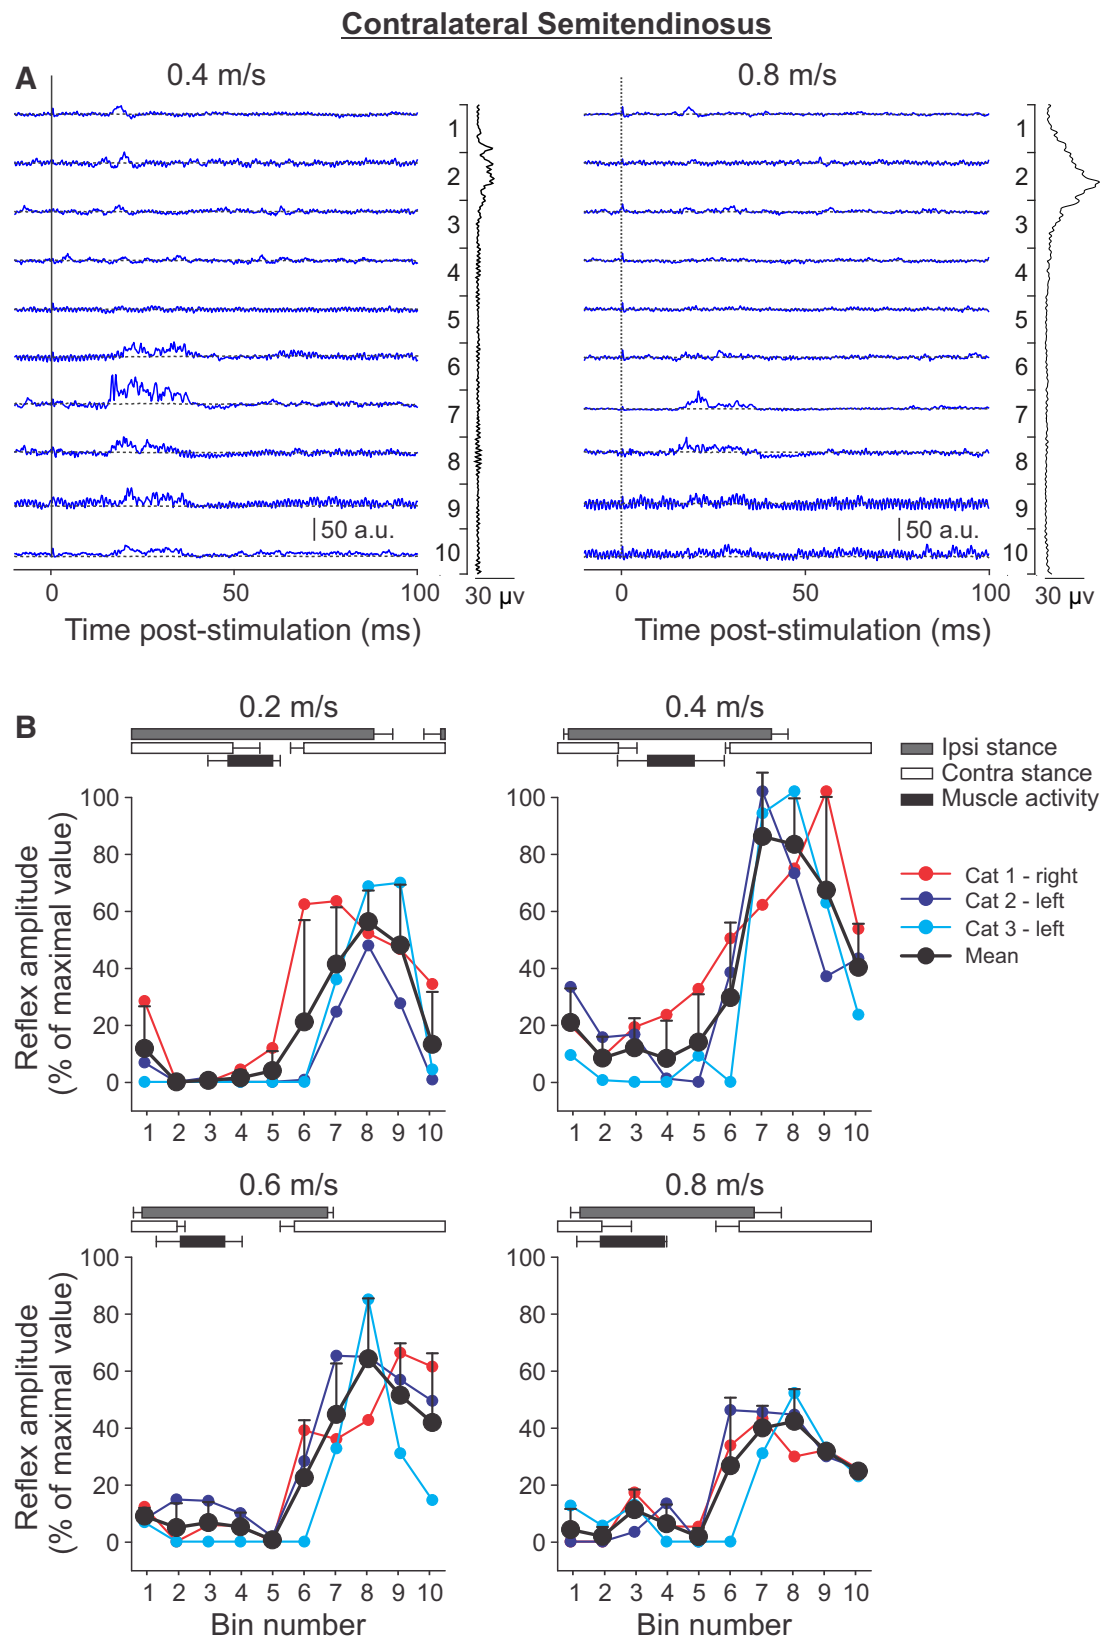 Contralateral Semitendinosus
A
0.4 m/s
0.8 m/s
1
2
3
4
5
6
7
8
9
10
50 a.u.
0
50
100
30 µv
Time post-stimulation (ms)
1
2
3
4
5
6
7
8
9
10
50 a.u.
0
50
100
30 µv
Time post-stimulation (ms)
B
0.2 m/s
0.4 m/s
Ipsi stance
Contra stance
Muscle activity
Cat 1 - right
Cat 2 - left
Cat 3 - left
Mean
Reflex amplitude
(% of maximal value)
100
80
60
40
20
0
1 2 3 4 5 6 7 8 9 10
100
80
60
40
20
0
1 2 3 4 5 6 7 8 9 10
0.6 m/s
0.8 m/s
Reflex amplitude
(% of maximal value)
100
80
60
40
20
0
1 2 3 4 5 6 7 8 9 10
Bin number
100
80
60
40
20
0
1 2 3 4 5 6 7 8 9 10
Bin number